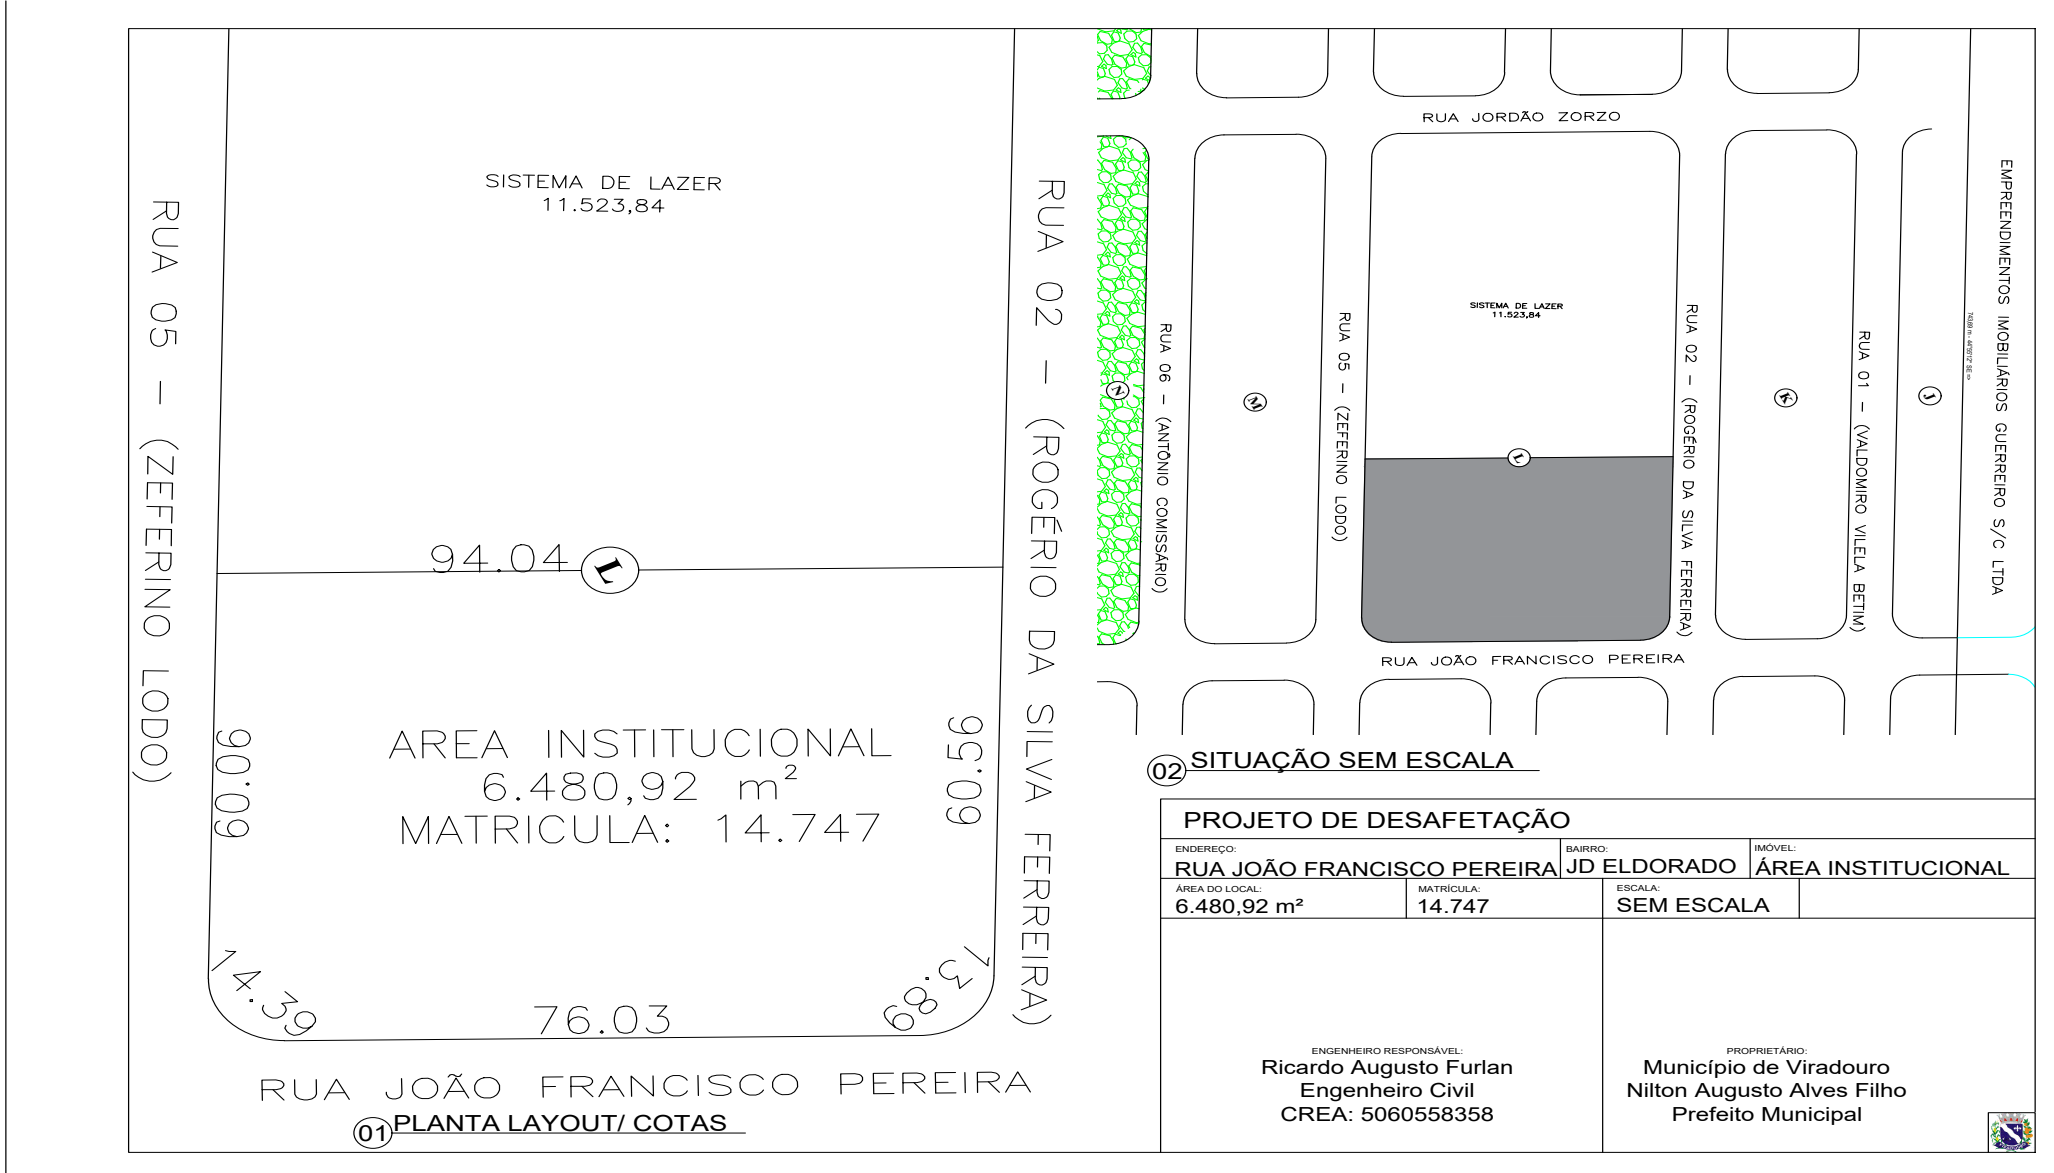 SISTEMA DE LAZER
11.523,84
RUA 05 – (ZEFERINO LODO)
RUA 02 – (ROGÉRIO DA SILVA FERREIRA)
94.04
L
AREA INSTITUCIONAL
6.480,92 m²
MATRICULA: 14.747
60.06
60.56
14.39
76.03
13.89
RUA JOÃO FRANCISCO PEREIRA
01 PLANTA LAYOUT/ COTAS
RUA JORDÃO ZORZO
SISTEMA DE LAZER
11.523,84
N
RUA 06 – (ANTÔNIO COMISSÁRIO)
M
RUA 05 – (ZEFERINO LODO)
L
RUA 02 – (ROGÉRIO DA SILVA FERREIRA)
K
RUA 01 – (VALDOMIRO VILELA BETIM)
J
EMPREENDIMENTOS IMOBILIÁRIOS GUERREIRO S/C LTDA
RUA JOÃO FRANCISCO PEREIRA
02 SITUAÇÃO SEM ESCALA
PROJETO DE DESAFETAÇÃO
ENDEREÇO:
RUA JOÃO FRANCISCO PEREIRA
BAIRRO:
JD ELDORADO
IMÓVEL:
ÁREA INSTITUCIONAL
ÁREA DO LOCAL:
6.480,92 m²
MATRÍCULA:
14.747
ESCALA:
SEM ESCALA
ENGENHEIRO RESPONSÁVEL:
Ricardo Augusto Furlan
Engenheiro Civil
CREA: 5060558358
PROPRIETÁRIO:
Município de Viradouro
Nilton Augusto Alves Filho
Prefeito Municipal